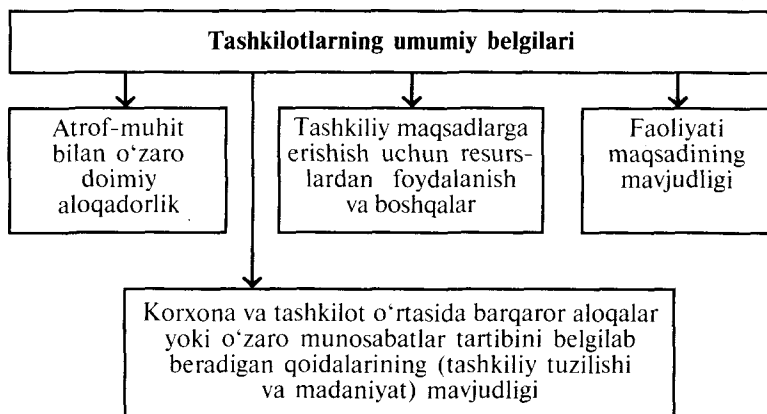 Tashkilotlarning umumiy belgilari
Atrof-muhit
bilan o‘zaro
doimiy
aloqadorlik
Tashkiliy maqsadlarga
erishish uchun resurs-
lardan foydalanish
va boshqalar
Faoliyati
maqsadining
mavjudligi
Korxona va tashkilot o‘rtasida barqaror aloqalar
yoki o‘zaro munosabatlar tartibini belgilab
beradigan qoidalarining (tashkiliy tuzilishi
va madaniyat) mavjudligi